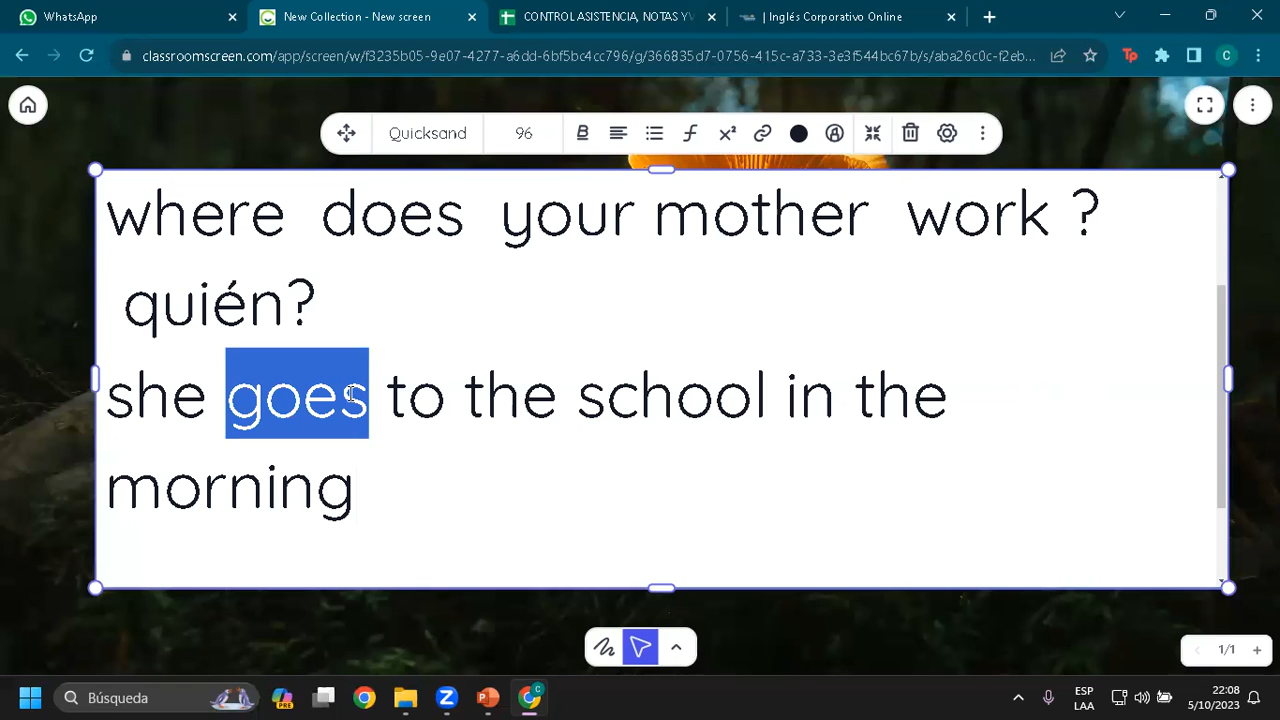 WhatsApp
New Collection - New screen
CONTROL ASISTENCIA, NOTAS Y
| Inglés Corporativo Online
classroomscreen.com/app/screen/w/f3235b05-9e07-4277-a6dd-6bf5bc4cc796/g/366835d7-0756-415c-a733-3e3f544bc67b/s/aba26c0c-f2eb...
Quicksand
96
where does your mother work ?
quién?
she goes to the school in the
morning
1/1
Búsqueda
PRE
ESP
LAA
22:08
5/10/2023